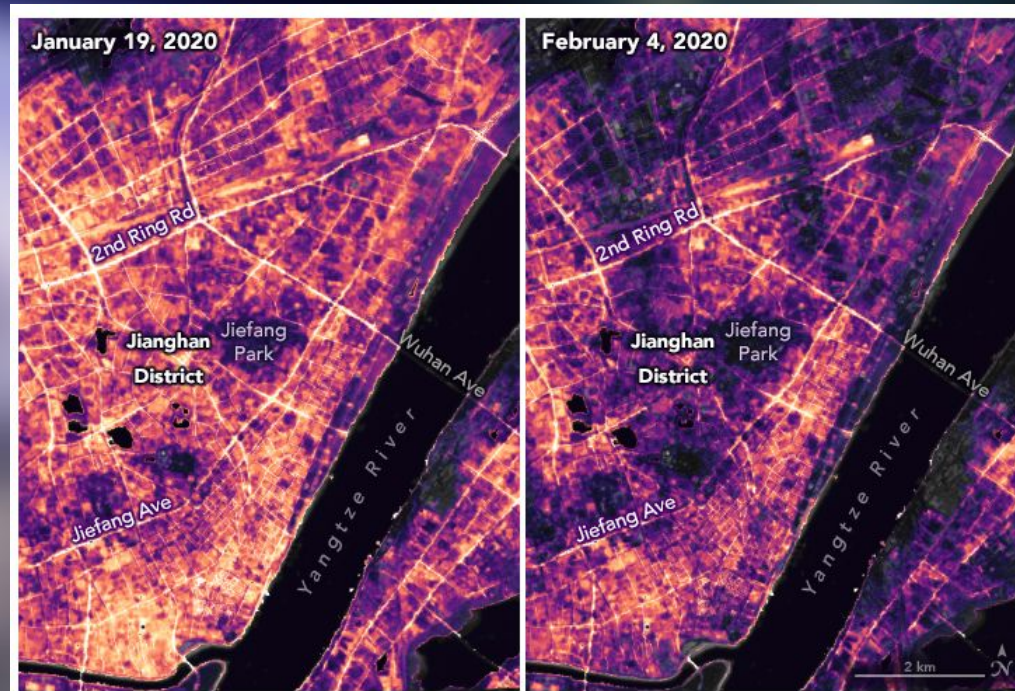 January 19, 2020
2nd Ring Rd
Jianghan
District
Jiefang
Park
Wuhan Ave
Jiefang Ave
Yangtze River
February 4, 2020
2nd Ring Rd
Jianghan
District
Jiefang
Park
Wuhan Ave
Jiefang Ave
Yangtze River
2 km
N